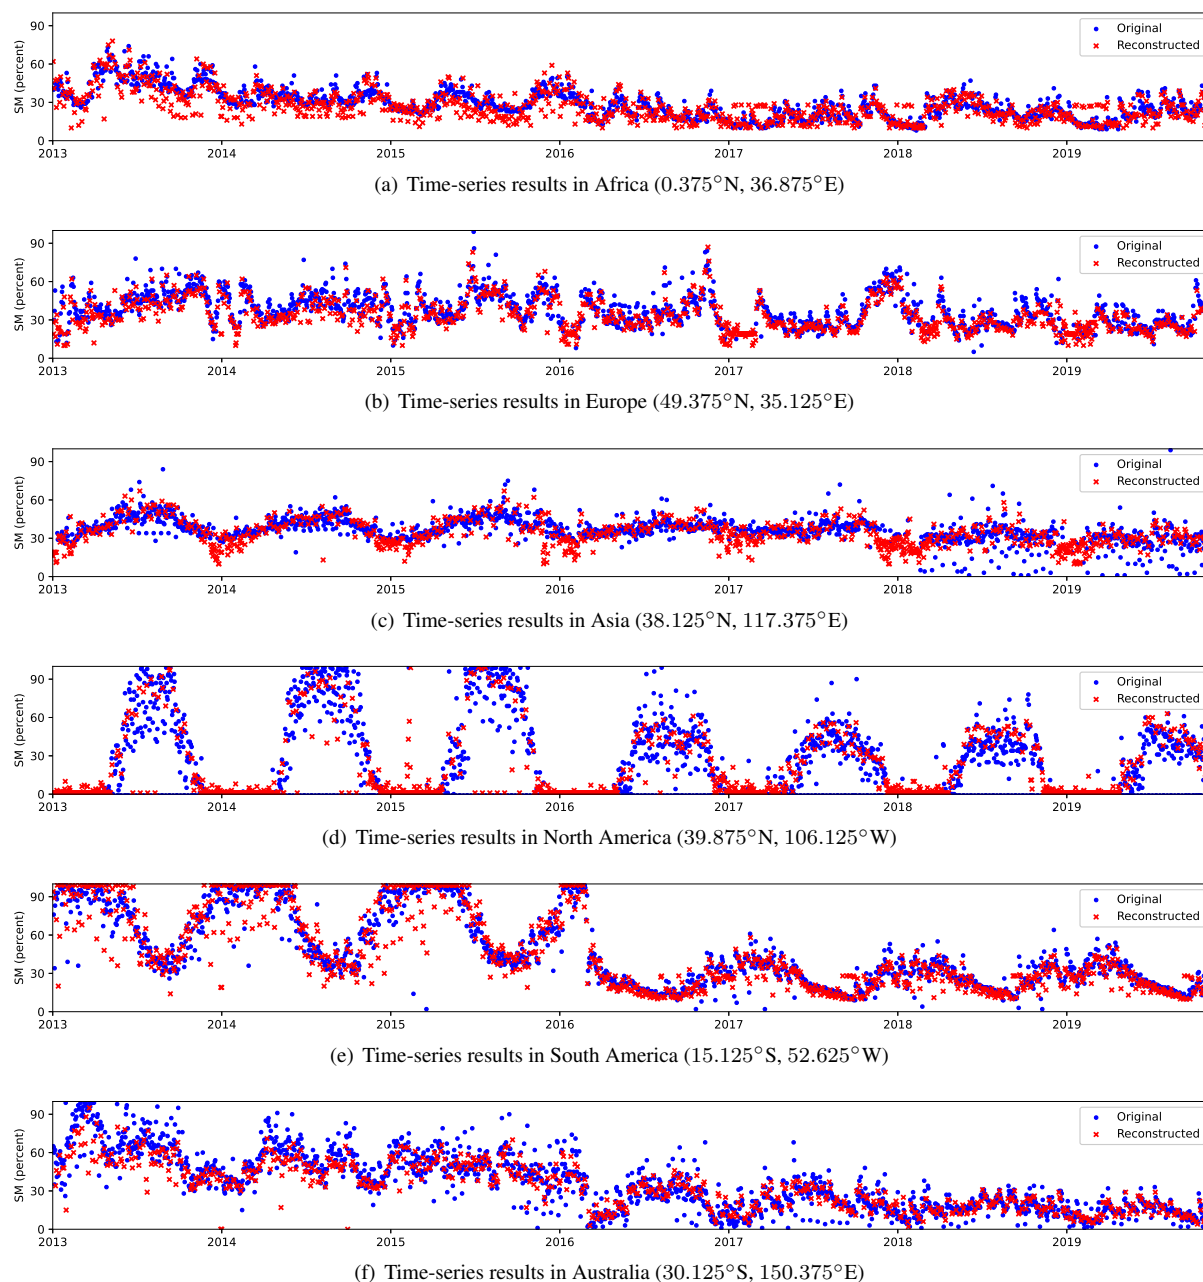 90
60
30
0
SM (percent)
Original
Reconstructed
2013 2014 2015 2016 2017 2018 2019
(a) Time-series results in Africa (0.375°N, 36.875°E)
90
60
30
0
SM (percent)
Original
Reconstructed
2013 2014 2015 2016 2017 2018 2019
(b) Time-series results in Europe (49.375°N, 35.125°E)
90
60
30
0
SM (percent)
Original
Reconstructed
2013 2014 2015 2016 2017 2018 2019
(c) Time-series results in Asia (38.125°N, 117.375°E)
90
60
30
0
SM (percent)
Original
Reconstructed
2013 2014 2015 2016 2017 2018 2019
(d) Time-series results in North America (39.875°N, 106.125°W)
90
60
30
0
SM (percent)
Original
Reconstructed
2013 2014 2015 2016 2017 2018 2019
(e) Time-series results in South America (15.125°S, 52.625°W)
90
60
30
0
SM (percent)
Original
Reconstructed
2013 2014 2015 2016 2017 2018 2019
(f) Time-series results in Australia (30.125°S, 150.375°E)